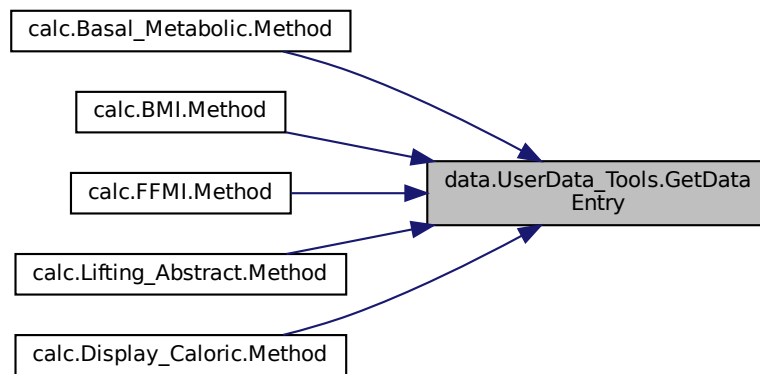 calc.Basal_Metabolic.Method
calc.BMI.Method
calc.FFMI.Method
calc.Lifting_Abstract.Method
calc.Display_Caloric.Method
data.UserData_Tools.GetData
Entry